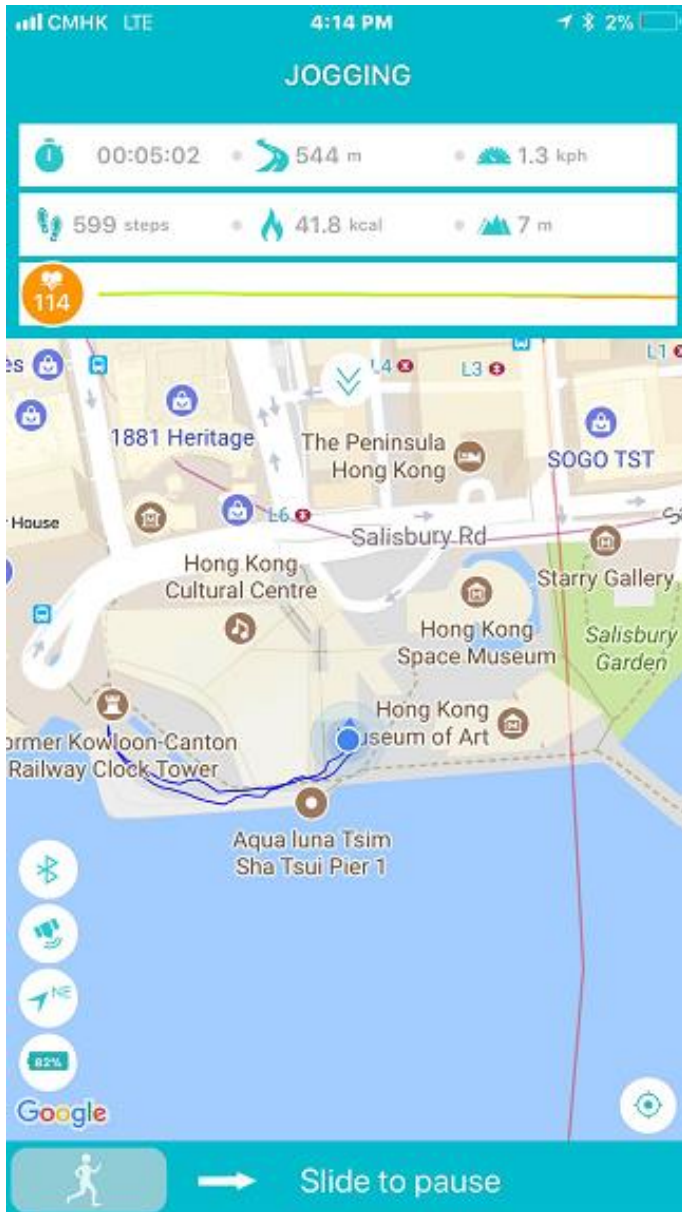 CMHK LTE 4:14 PM 2%
JOGGING
00:05:02 544 m 1.3 kph
599 steps 41.8 kcal 7 m
114
es
L4 L3 L1
1881 Heritage
The Peninsula
Hong Kong
SOGO TST
House
L6
Salisbury Rd
Hong Kong
Cultural Centre
Starry Gallery
Hong Kong
Space Museum
Salisbury
Garden
Hong Kong
useum of Art
ormer Kowloon-Canton
Railway Clock Tower
Aqua luna Tsim
Sha Tsui Pier 1
NE
82%
Google
Slide to pause